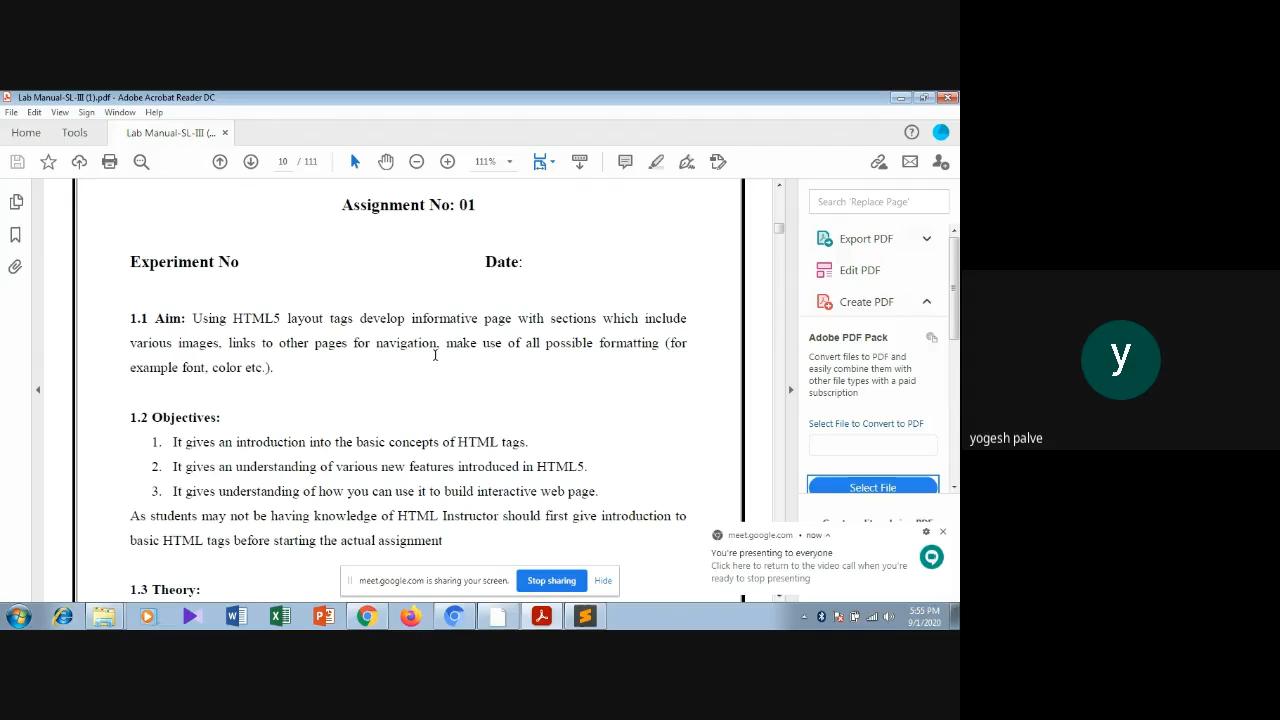 Lab Manual-SL-III (1).pdf - Adobe Acrobat Reader DC
File Edit View Sign Window Help
Home Tools Lab Manual-SL-III (... ×
10 / 111 111%
Assignment No: 01
Experiment No Date:
1.1 Aim: Using HTML5 layout tags develop informative page with sections which include
various images, links to other pages for navigation, make use of all possible formatting (for
example font, color etc.).
1.2 Objectives:
1. It gives an introduction into the basic concepts of HTML tags.
2. It gives an understanding of various new features introduced in HTML5.
3. It gives understanding of how you can use it to build interactive web page.
As students may not be having knowledge of HTML Instructor should first give introduction to
basic HTML tags before starting the actual assignment
1.3 Theory:
Search 'Replace Page'
Export PDF
Edit PDF
Create PDF
Adobe PDF Pack
Convert files to PDF and
easily combine them with
other file types with a paid
subscription
Select File to Convert to PDF
Select File
meet.google.com • now
You're presenting to everyone
Click here to return to the video call when you're
ready to stop presenting
meet.google.com is sharing your screen. Stop sharing Hide
5:55 PM
9/1/2020
y
yogesh palve